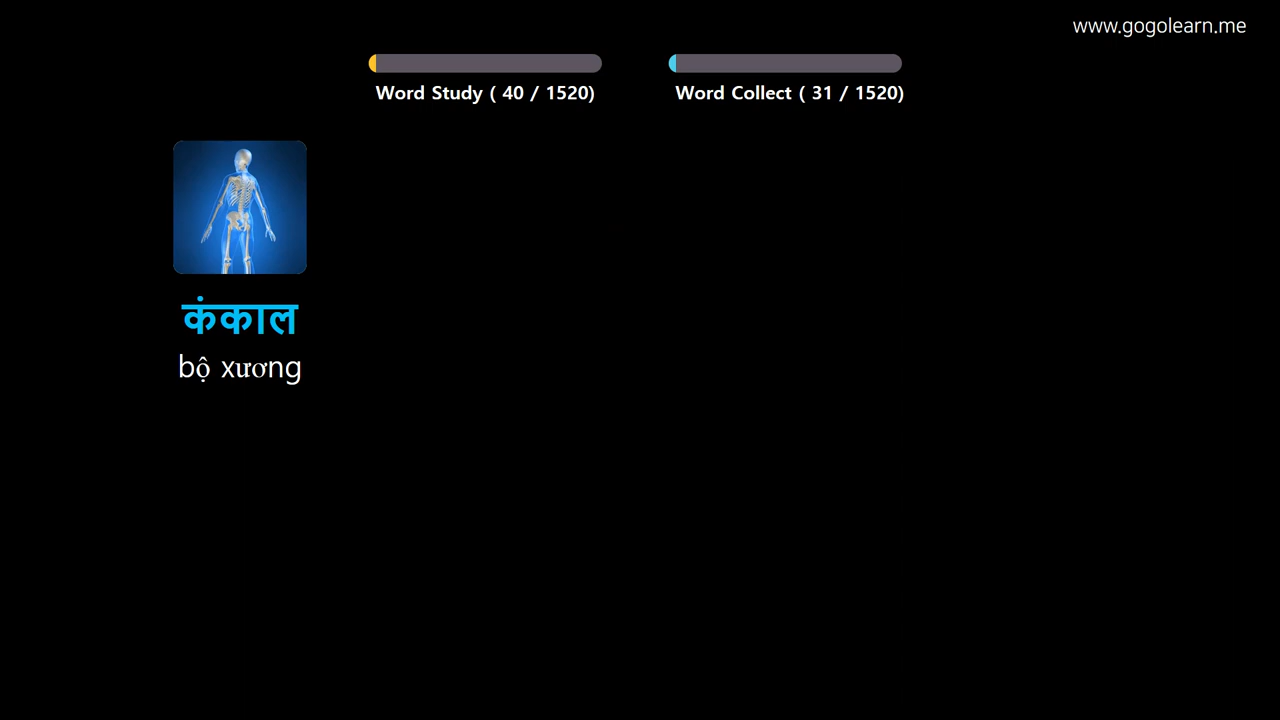 www.gogolearn.me
Word Study ( 40 / 1520)
Word Collect ( 31 / 1520)
कंकाल
bộ xương